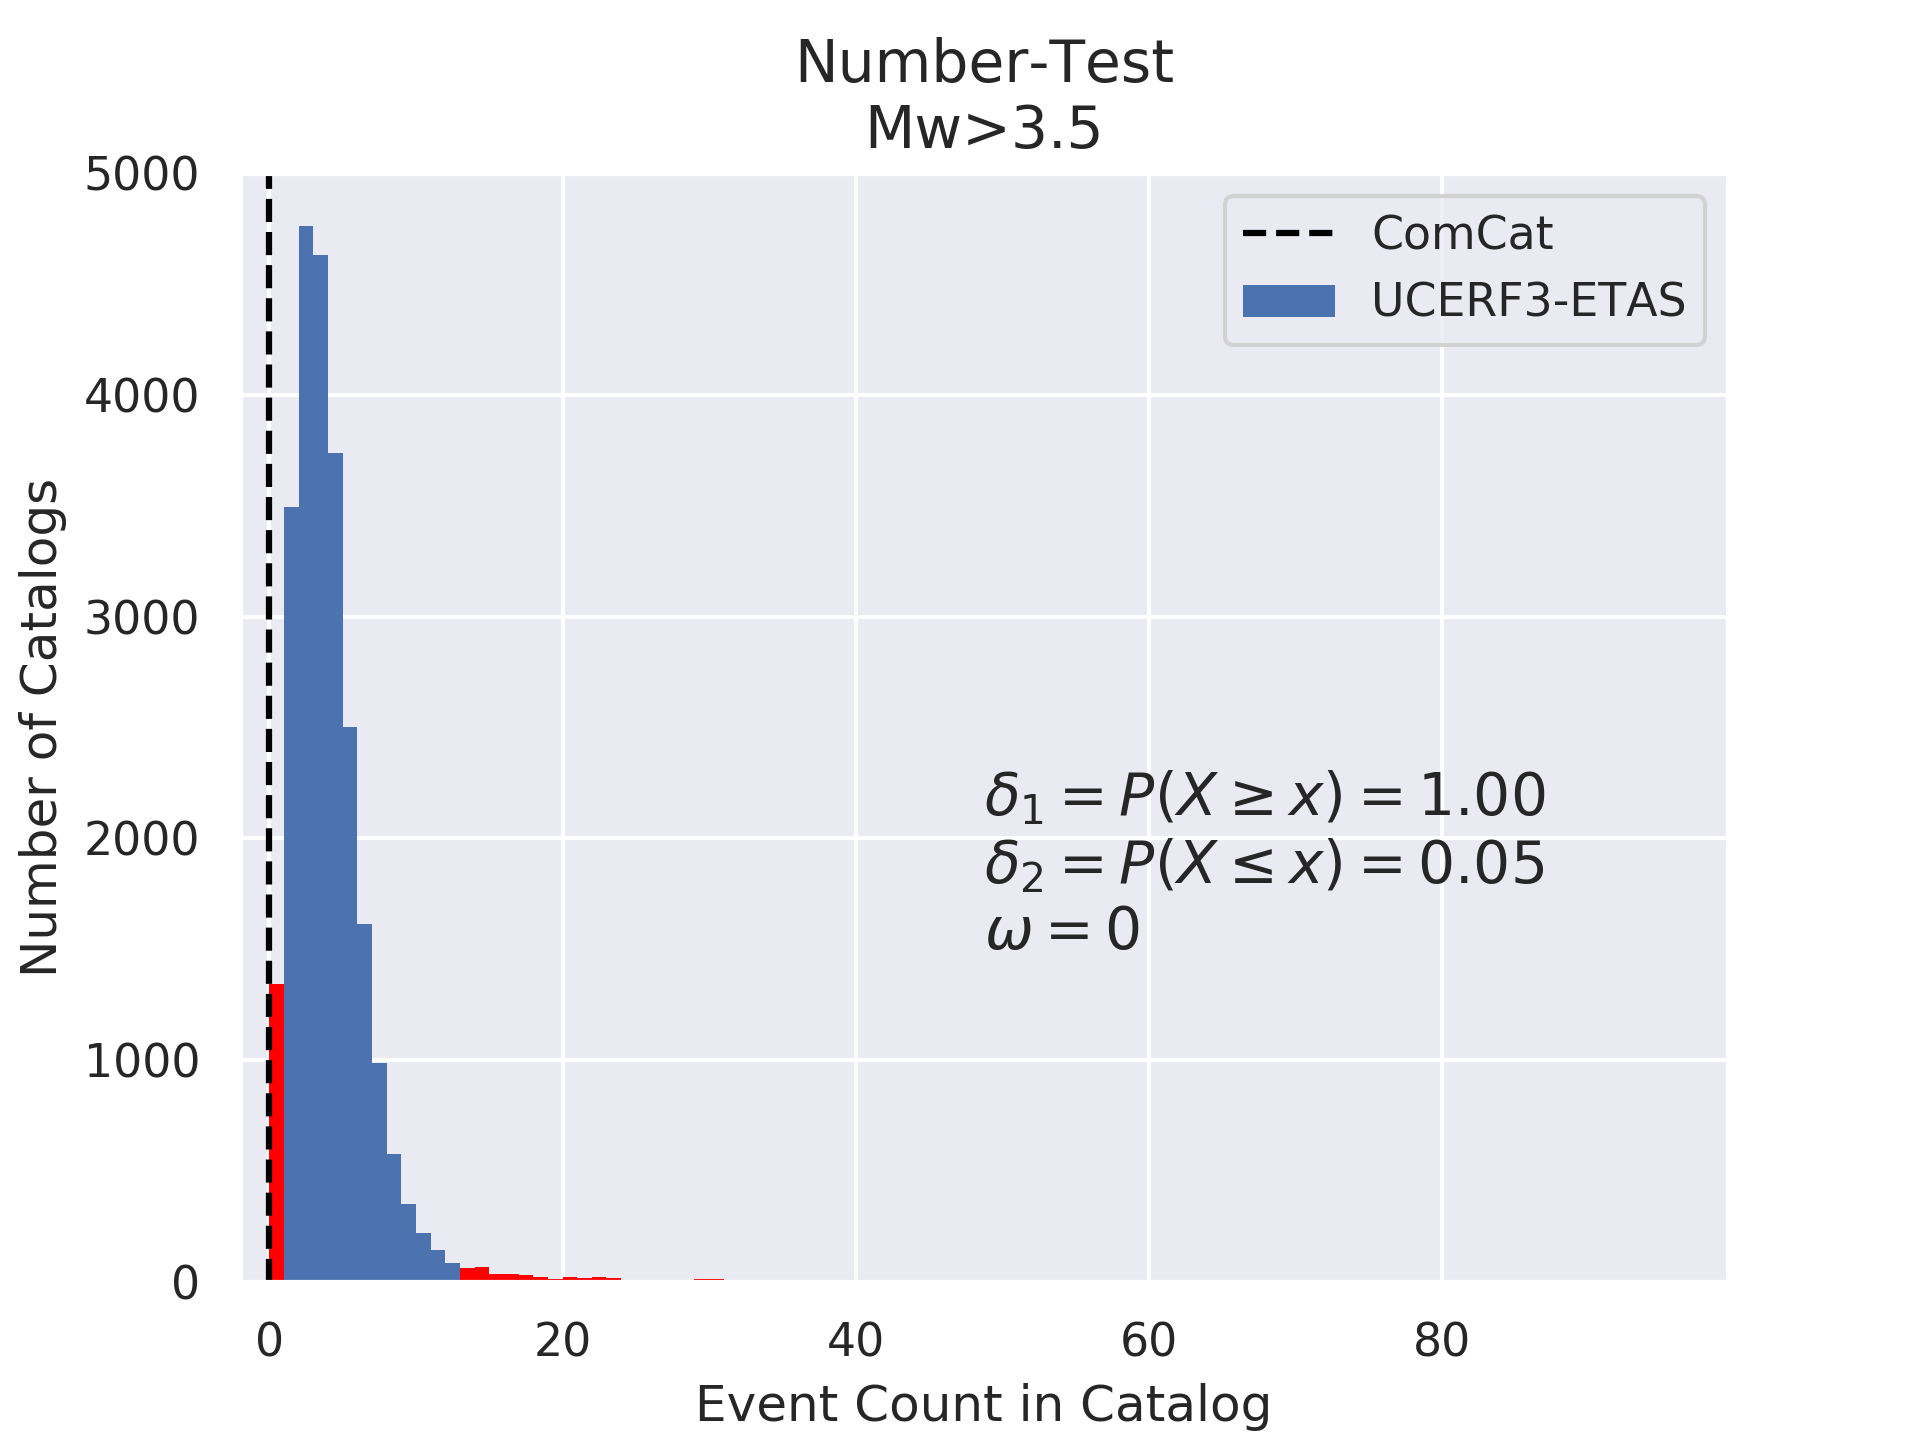 Number-Test
Mw>3.5
5000
4000
3000
2000
1000
0
Number of Catalogs
ComCat
UCERF3-ETAS
δ₁ = P(X ≥ x) = 1.00
δ₂ = P(X ≤ x) = 0.05
ω = 0
0 20 40 60 80
Event Count in Catalog